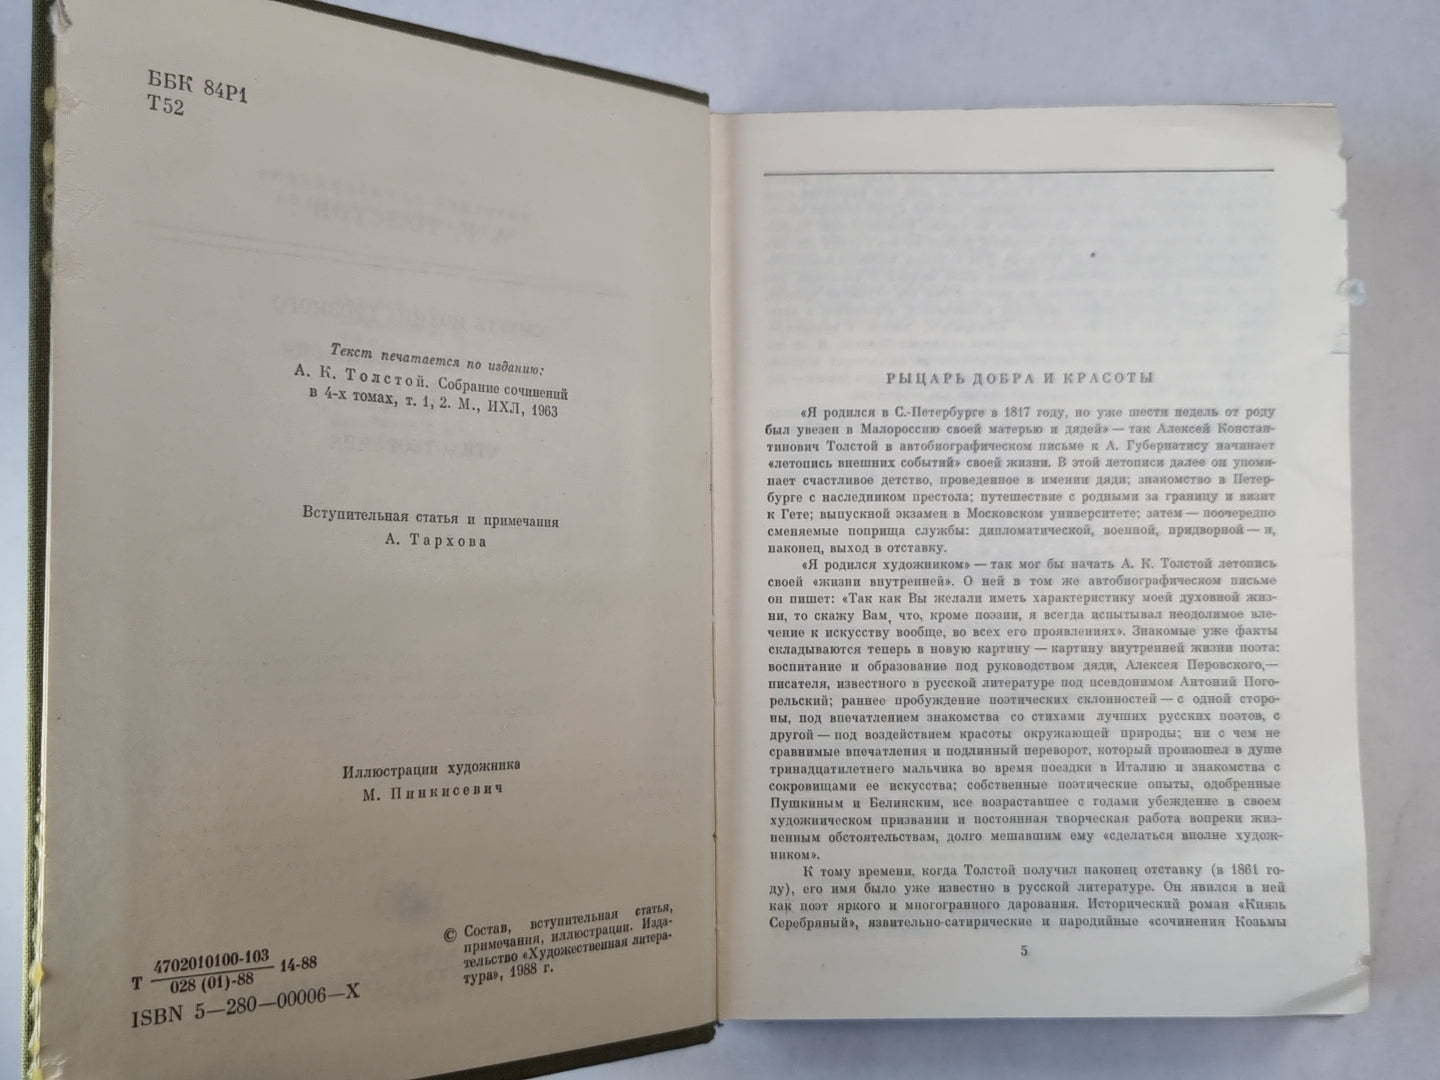 ББК 84Р1
Т52
Текст печатается по изданию:
А. К. Толстой. Собрание сочинений
в 4-х томах, т. 1, 2. М., ИХЛ, 1963
Вступительная статья и примечания
А. Тархова
Иллюстрации художника
М. Пинкисевич
Т 4702010100-103 14-88
028 (01)-88
ISBN 5—280—00006—X
© Состав, вступительная статья,
примечания, иллюстрации. Изда-
тельство «Художественная литера-
тура», 1988 г.
РЫЦАРЬ ДОБРА И КРАСОТЫ
«Я родился в С.-Петербурге в 1817 году, но уже шести недель от роду
был увезен в Малороссию своей матерью и дядей» — так Алексей Констан-
тинович Толстой в автобиографическом письме к А. Губернатису начинает
«летопись внешних событий» своей жизни. В этой летописи далее он упоми-
нает счастливое детство, проведенное в имении дяди; знакомство в Петер-
бурге с наследником престола; путешествие с родными за границу и визит
к Гете; выпускной экзамен в Московском университете; затем — поочередно
сменяемые поприща службы: дипломатической, военной, придворной — и,
наконец, выход в отставку.
«Я родился художником» — так мог бы начать А. К. Толстой летопись
своей «жизни внутренней». О ней в том же автобиографическом письме
он пишет: «Так как Вы желали иметь характеристику моей духовной жиз-
ни, то скажу Вам, что, кроме поэзии, я всегда испытывал неодолимое вле-
чение к искусству вообще, во всех его проявлениях». Знакомые уже факты
складываются теперь в новую картину — картину внутренней жизни поэта:
воспитание и образование под руководством дяди, Алексея Перовского,—
писателя, известного в русской литературе под псевдонимом Антоний Пого-
рельский; раннее пробуждение поэтических склонностей — с одной сторо-
ны, под впечатлением знакомства со стихами лучших русских поэтов, с
другой — под воздействием красоты окружающей природы; ни с чем не
сравнимые впечатления и подлинный переворот, который произошел в душе
тринадцатилетнего мальчика во время поездки в Италию и знакомства с
сокровищами ее искусства; собственные поэтические опыты, одобренные
Пушкиным и Белинским, все возраставшее с годами убеждение в своем
художническом призвании и постоянная творческая работа вопреки жиз-
ненным обстоятельствам, долго мешавшим ему «сделаться вполне худож-
ником».
К тому времени, когда Толстой получил наконец отставку (в 1861 го-
ду), его имя было уже известно в русской литературе. Он явился в ней
как поэт яркого и многогранного дарования. Исторический роман «Князь
Серебряный», язвительно-сатирические и пародийные «сочинения Козьмы
5